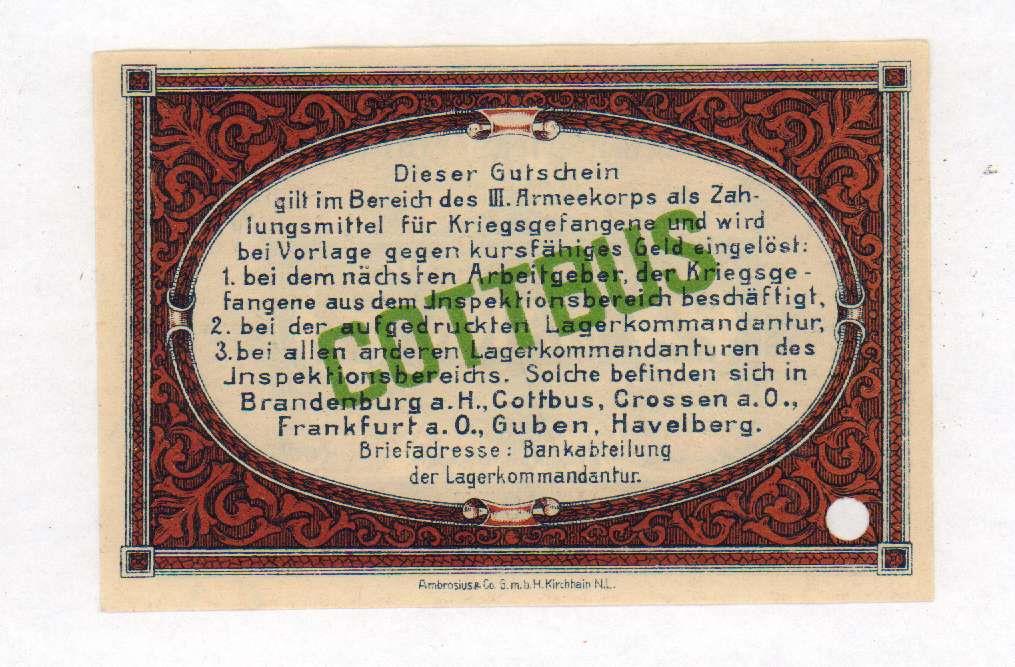 Dieser Gutschein
gilt im Bereich des III. Armeekorps als Zah-
lungsmittel für Kriegsgefangene und wird
bei Vorlage gegen kursfähiges Geld eingelöst:
1. bei dem nächsten Arbeitgeber, der Kriegsge-
fangene aus dem Jnspektionsbereich beschäftigt,
2. bei der aufgedruckten Lagerkommandantur,
3. bei allen anderen Lagerkommandanturen des
Jnspektionsbereichs. Solche befinden sich in
Brandenburg a. H., Cottbus, Crossen a. O.,
Frankfurt a. O., Guben, Havelberg.
Briefadresse: Bankabteilung
der Lagerkommandantur.
COTTBUS
Ambrosius & Co. G. m. b. H. Kirchhain N.L.